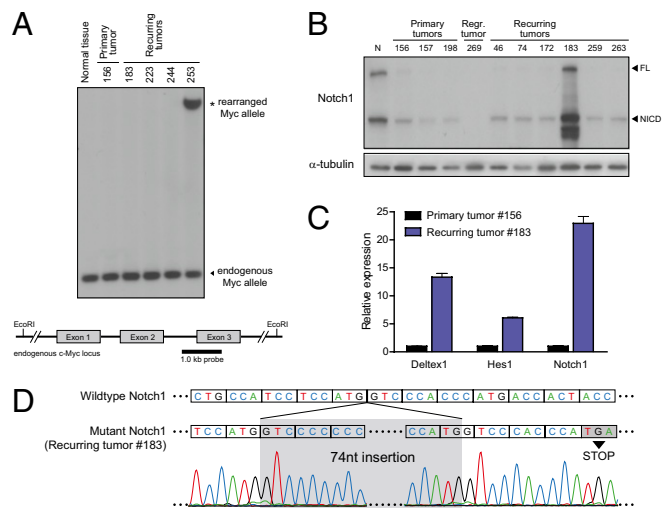 A
Normal tissue
Primary tumor
Recurring tumors
156
183
223
244
253
* rearranged Myc allele
endogenous Myc allele
EcoRI
Exon 1
Exon 2
Exon 3
EcoRI
endogenous c-Myc locus
1.0 kb probe
B
Primary tumors
Regr. tumor
Recurring tumors
N 156 157 198 269 46 74 172 183 259 263
Notch1
FL
NICD
α-tubulin
C
Primary tumor #156
Recurring tumor #183
Relative expression
25
20
15
10
5
0
Deltex1 Hes1 Notch1
D
Wildtype Notch1
CTGCCATCCTCCATGGTCCCACCCATGACCACTACC
Mutant Notch1
(Recurring tumor #183)
TCCATGGTCCCCCCC CCATGGTCCCACCCATGA
STOP
74nt insertion